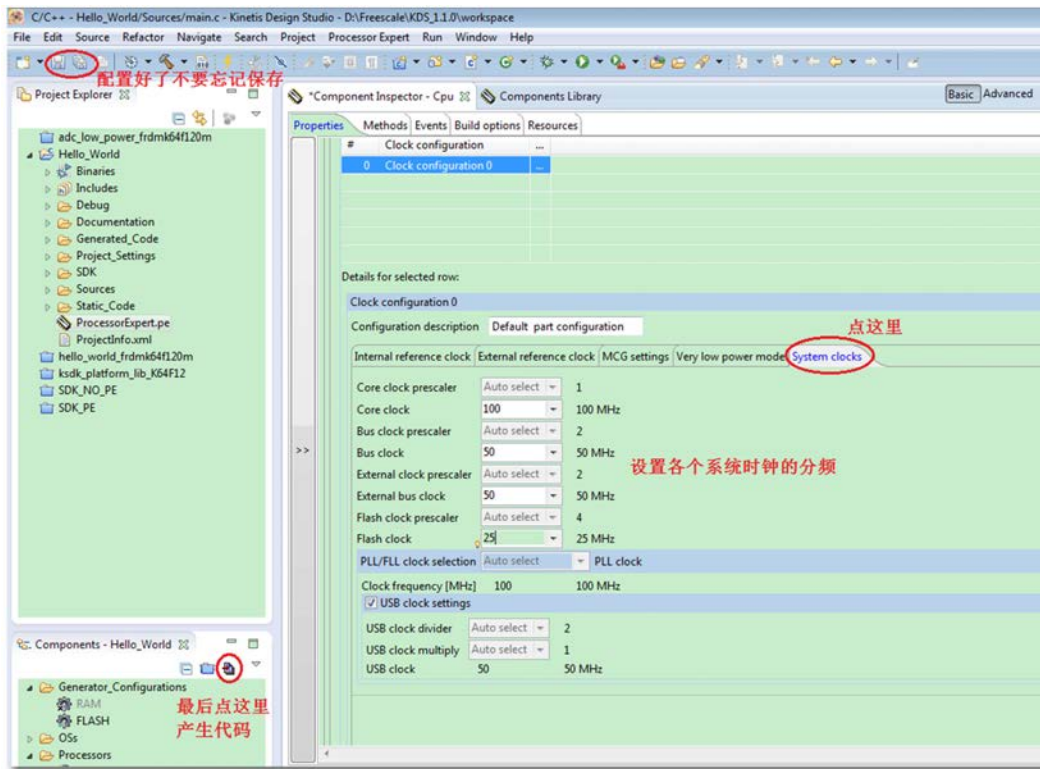 C/C++ - Hello_World/Sources/main.c - Kinetis Design Studio - D:\Freescale\KDS_1.1.0\workspace
File Edit Source Refactor Navigate Search Project Processor Expert Run Window Help
配置好了不要忘记保存
Project Explorer
adc_low_power_frdmk64f120m
Hello_World
Binaries
Includes
Debug
Documentation
Generated_Code
Project_Settings
SDK
Sources
Static_Code
ProcessorExpert.pe
ProjectInfo.xml
hello_world_frdmk64f120m
ksdk_platform_lib_K64F12
SDK_NO_PE
SDK_PE
Components - Hello_World
Generator_Configurations
RAM
FLASH
OSs
Processors
最后点这里
产生代码
*Component Inspector - Cpu Components Library Basic Advanced
Properties Methods Events Build options Resources
# Clock configuration ...
0 Clock configuration 0 ...
>>
Details for selected row:
Clock configuration 0
Configuration description Default part configuration
点这里
Internal reference clock External reference clock MCG settings Very low power mode System clocks
Core clock prescaler Auto select 1
Core clock 100 100 MHz
Bus clock prescaler Auto select 2
Bus clock 50 50 MHz
设置各个系统时钟的分频
External clock prescaler Auto select 2
External bus clock 50 50 MHz
Flash clock prescaler Auto select 4
Flash clock 25 25 MHz
PLL/FLL clock selection Auto select PLL clock
Clock frequency [MHz] 100 100 MHz
USB clock settings
USB clock divider Auto select 2
USB clock multiply Auto select 1
USB clock 50 50 MHz